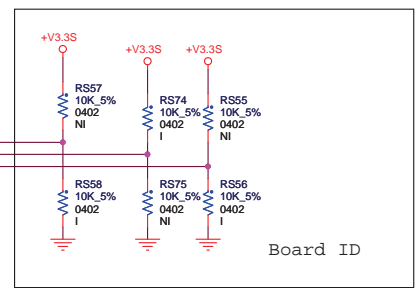 +V3.3S
+V3.3S
+V3.3S
RS57
10K_5%
0402
NI
RS74
10K_5%
0402
I
RS55
10K_5%
0402
NI
RS58
10K_5%
0402
I
RS75
10K_5%
0402
NI
RS56
10K_5%
0402
I
Board ID